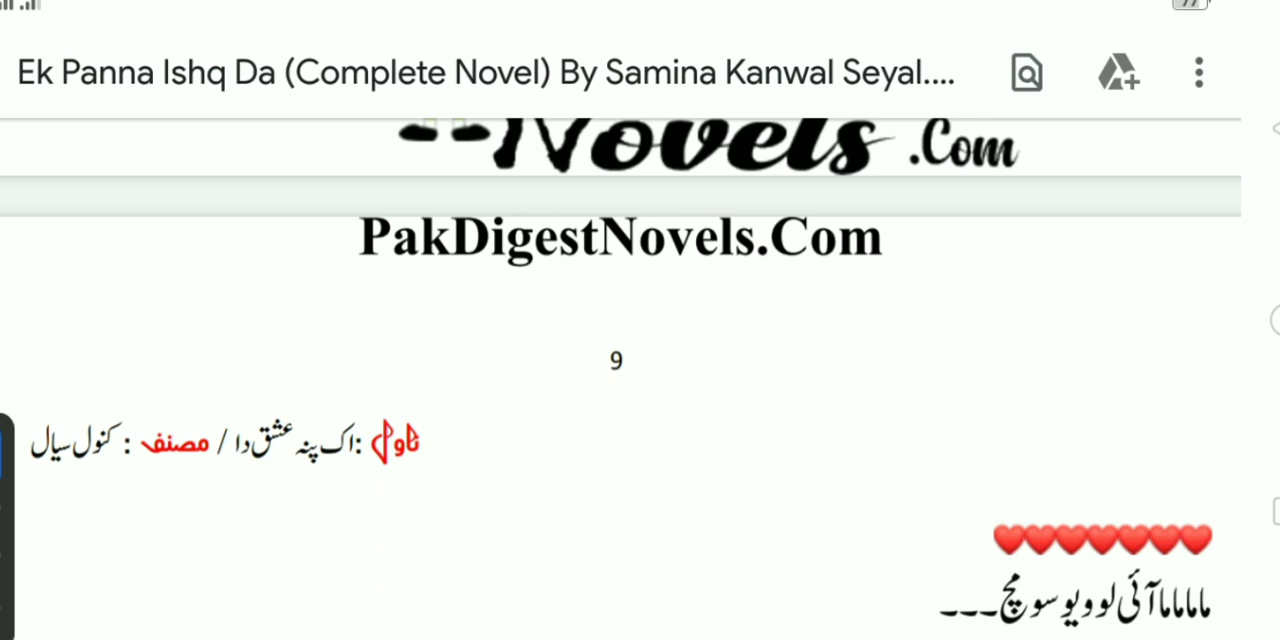 Ek Panna Ishq Da (Complete Novel) By Samina Kanwal Seyal....
Novels.Com
PakDigestNovels.Com
9
ناول: اک پنہ عشق دا / مصنف : کنول سیال
ماماماما آئی لو ویو سو مچ۔۔۔